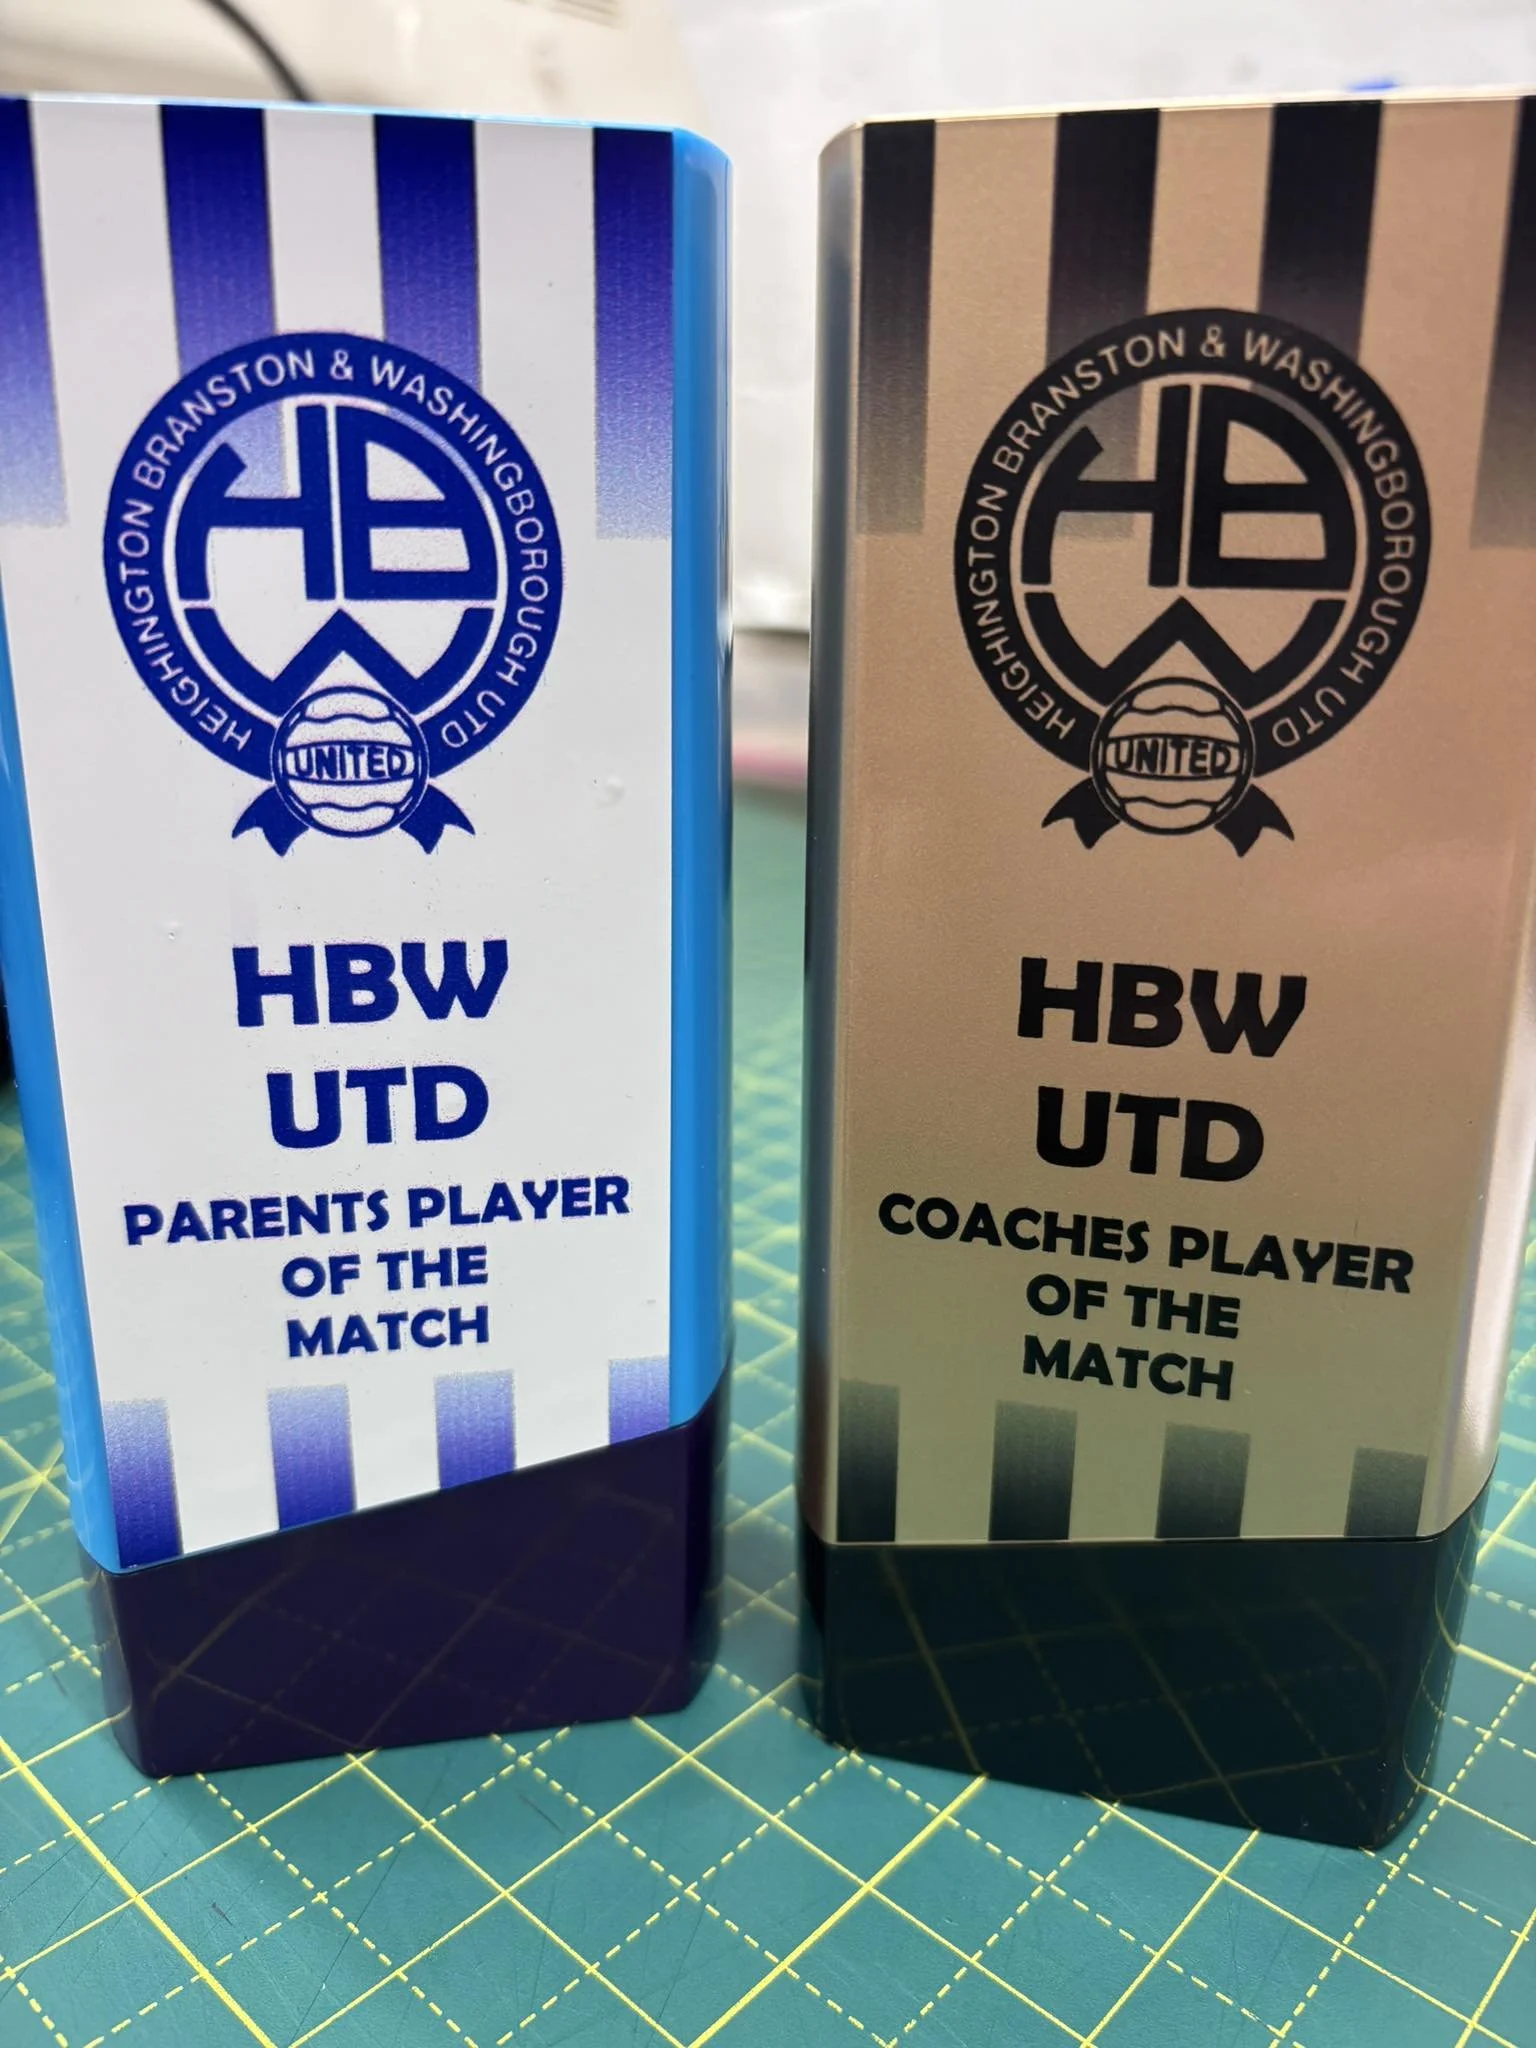 HEIGHINGTON BRANSTON & WASHINGBOROUGH UTD
HBW
UNITED
HBW
UTD
PARENTS PLAYER
OF THE
MATCH
HEIGHINGTON BRANSTON & WASHINGBOROUGH UTD
HBW
UNITED
HBW
UTD
COACHES PLAYER
OF THE
MATCH